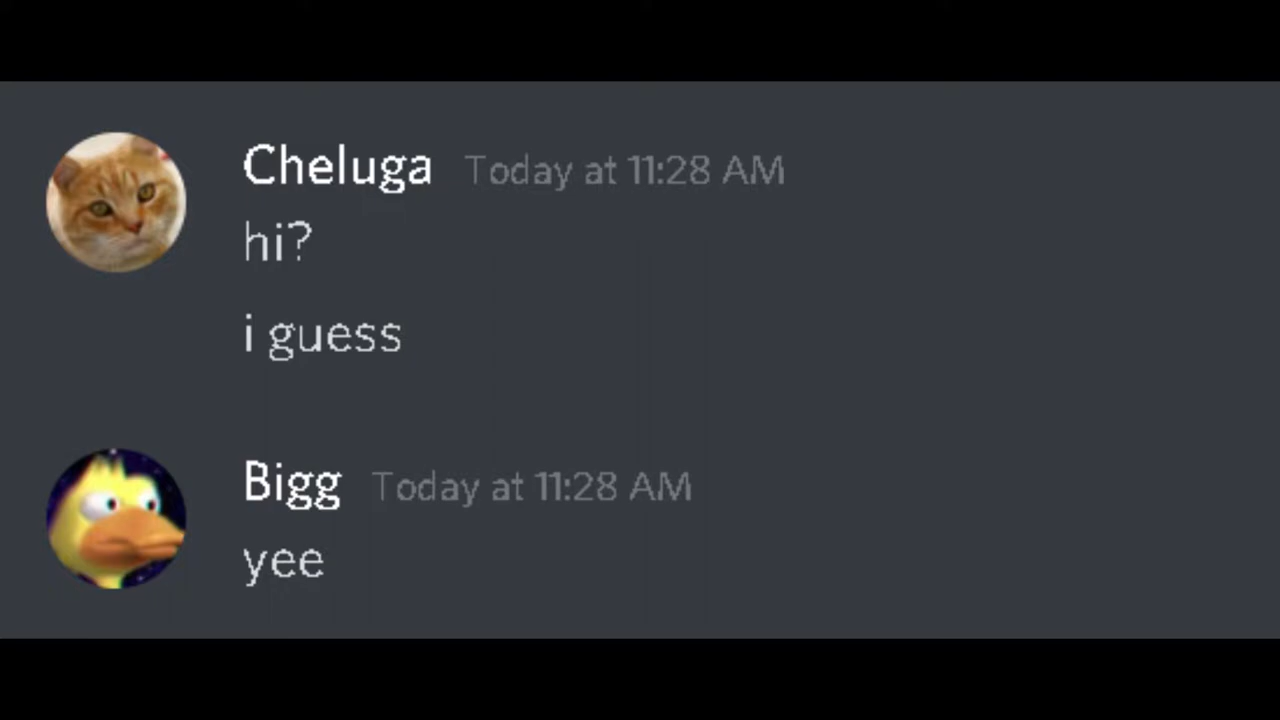 Cheluga Today at 11:28 AM
hi?
i guess
Bigg Today at 11:28 AM
yee